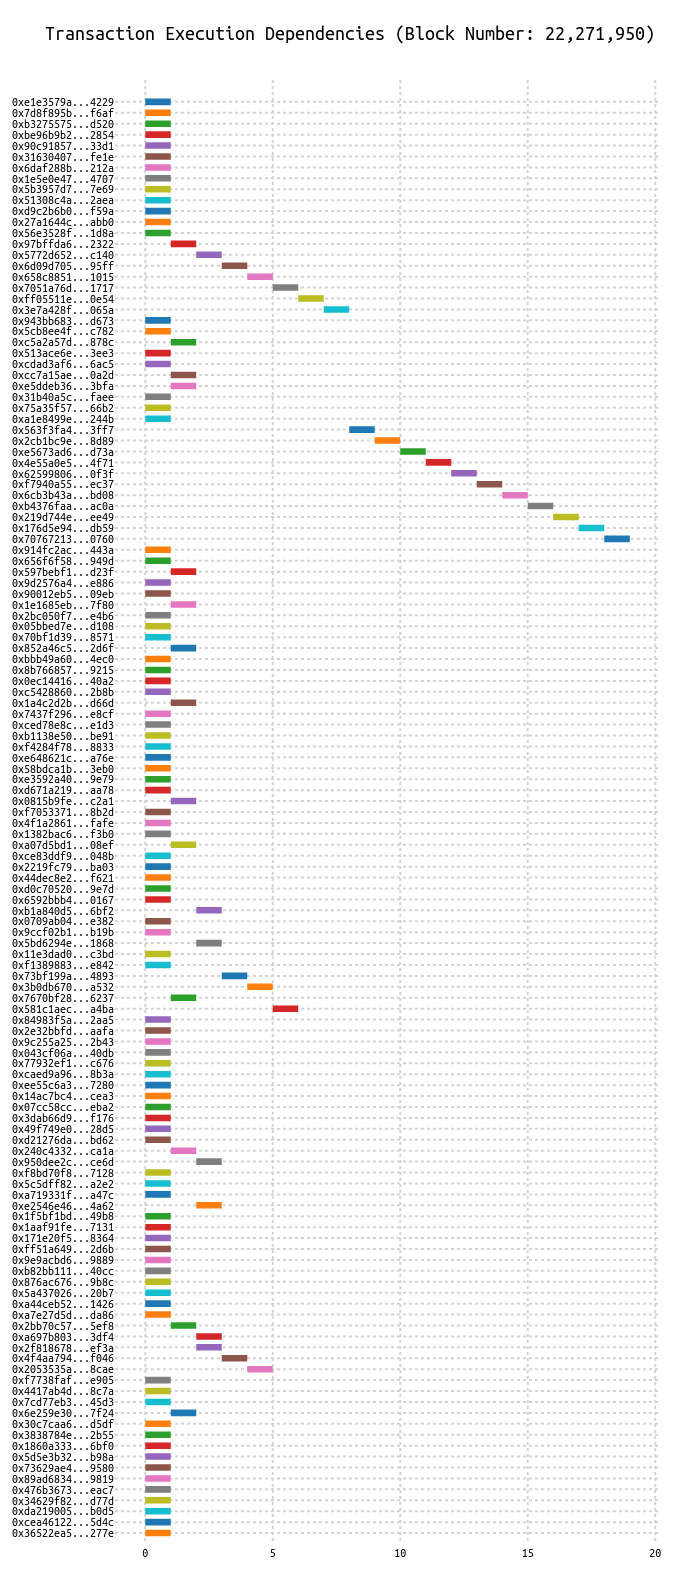 Transaction Execution Dependencies (Block Number: 22,271,950)
0xe1e3579a...4229
0x7d8f895b...f6af
0xb3275575...d520
0xbe96b9b2...2854
0x90c91857...33d1
0x31630407...fe1e
0x6daf288b...212a
0x1e5e0e47...4707
0x5b3957d7...7e69
0x51308c4a...2aea
0xd9c2b6b0...f59a
0x27a1644c...abb0
0x56e3528f...1d8a
0x97bffda6...2322
0x5772d652...c140
0x6d09d705...95ff
0x658c8851...1015
0x7051a76d...1717
0xff05511e...0e54
0x3e7a428f...065a
0x943bb683...d673
0x5cb8ee4f...c782
0xc5a2a57d...878c
0x513ace6e...3ee3
0xcdad3af6...6ac5
0xcc7a15ae...0a2d
0xe5ddeb36...3bfa
0x31b40a5c...faee
0x75a35f57...66b2
0xa1e8499e...244b
0x563f3fa4...3ff7
0x2cb1bc9e...8d89
0xe5673ad6...d73a
0x4e55a0e5...4f71
0x62599806...0f3f
0xf7940a55...ec37
0x6cb3b43a...bd08
0xb4376faa...ac0a
0x219d744e...ee49
0x176d5e94...db59
0x70767213...0760
0x914fc2ac...443a
0x656f6f58...949d
0x597bebf1...d23f
0x9d2576a4...e886
0x90012eb5...09eb
0x1e1685eb...7f80
0x2bc050f7...e4b6
0x05bbed7e...d108
0x70bf1d39...8571
0x852a46c5...2d6f
0xbbb49a60...4ec0
0x8b766857...9215
0x0ec14416...40a2
0xc5428860...2b8b
0x1a4c2d2b...d66d
0x7437f296...e8cf
0xced78e8c...e1d3
0xb1138e50...be91
0xf4284f78...8833
0xe648621c...a76e
0x58bdca1b...3eb0
0xe3592a40...9e79
0xd671a219...aa78
0x0815b9fe...c2a1
0xf7053371...8b2d
0x4f1a2861...fafe
0x1382bac6...f3b0
0xa07d5bd1...08ef
0xce83ddf9...048b
0x2219fc79...ba03
0x44dec8e2...f621
0xd0c70520...9e7d
0x6592bbb4...0167
0xb1a840d5...6bf2
0x0709ab04...e382
0x9ccf02b1...b19b
0x5bd6294e...1868
0x11e3dad0...c3bd
0xf1389883...e842
0x73bf199a...4893
0x3b0db670...a532
0x7670bf28...6237
0x581c1aec...a4ba
0x84983f5a...2aa5
0x2e32bbfd...aafa
0x9c255a25...2b43
0x043cf06a...40db
0x77932ef1...c676
0xcaed9a96...8b3a
0xee55c6a3...7280
0x14ac7bc4...cea3
0x07cc58cc...eba2
0x3dab66d9...f176
0x49f749e0...28d5
0xd21276da...bd62
0x240c4332...ca1a
0x950dee2c...ce6d
0xf8bd70f8...7128
0x5c5dff82...a2e2
0xa719331f...a47c
0xe2546e46...4a62
0x1f5bf1bd...49b8
0x1aaf91fe...7131
0x171e20f5...8364
0xff51a649...2d6b
0x9e9acbd6...9889
0xb82bb111...40cc
0x876ac676...9b8c
0x5a437026...20b7
0xa44ceb52...1426
0xa7e27d5d...da86
0x2bb70c57...5ef8
0xa697b803...3df4
0x2f818678...ef3a
0x4f4aa794...f046
0x2053535a...8cae
0xf7738faf...e905
0x4417ab4d...8c7a
0x7cd77eb3...45d3
0x6e259e30...7f24
0x30c7caa6...d5df
0x3838784e...2b55
0x1860a333...6bf0
0x5d5e3b32...b98a
0x73629ae4...9580
0x89ad6834...9819
0x476b3673...eac7
0x34629f82...d77d
0xda219005...b0d5
0xcea46122...5d4c
0x36522ea5...277e
0 5 10 15 20